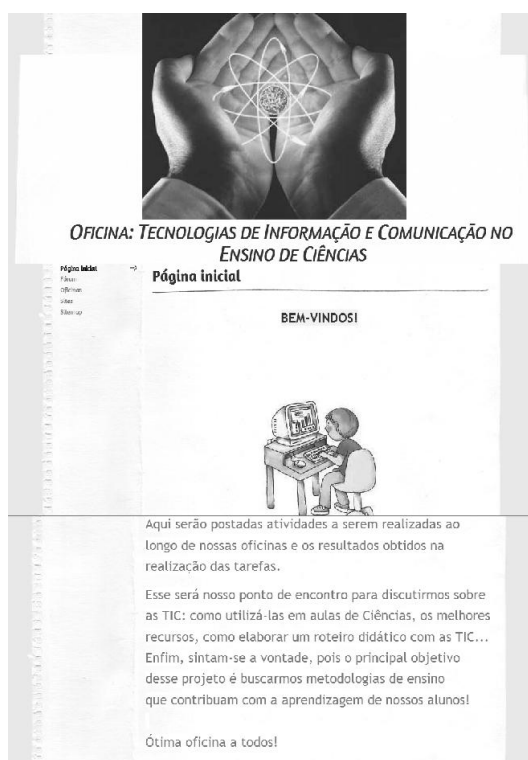 OFICINA: TECNOLOGIAS DE INFORMAÇÃO E COMUNICAÇÃO NO
ENSINO DE CIÊNCIAS
Página inicial
Fórum
Oficinas
Sitemap
Página inicial
BEM-VINDOS!
Aqui serão postadas atividades a serem realizadas ao
longo de nossas oficinas e os resultados obtidos na
realização das tarefas.
Esse será nosso ponto de encontro para discutirmos sobre
as TIC: como utilizá-las em aulas de Ciências, os melhores
recursos, como elaborar um roteiro didático com as TIC...
Enfim, sintam-se a vontade, pois o principal objetivo
desse projeto é buscarmos metodologias de ensino
que contribuam com a aprendizagem de nossos alunos!
Ótima oficina a todos!